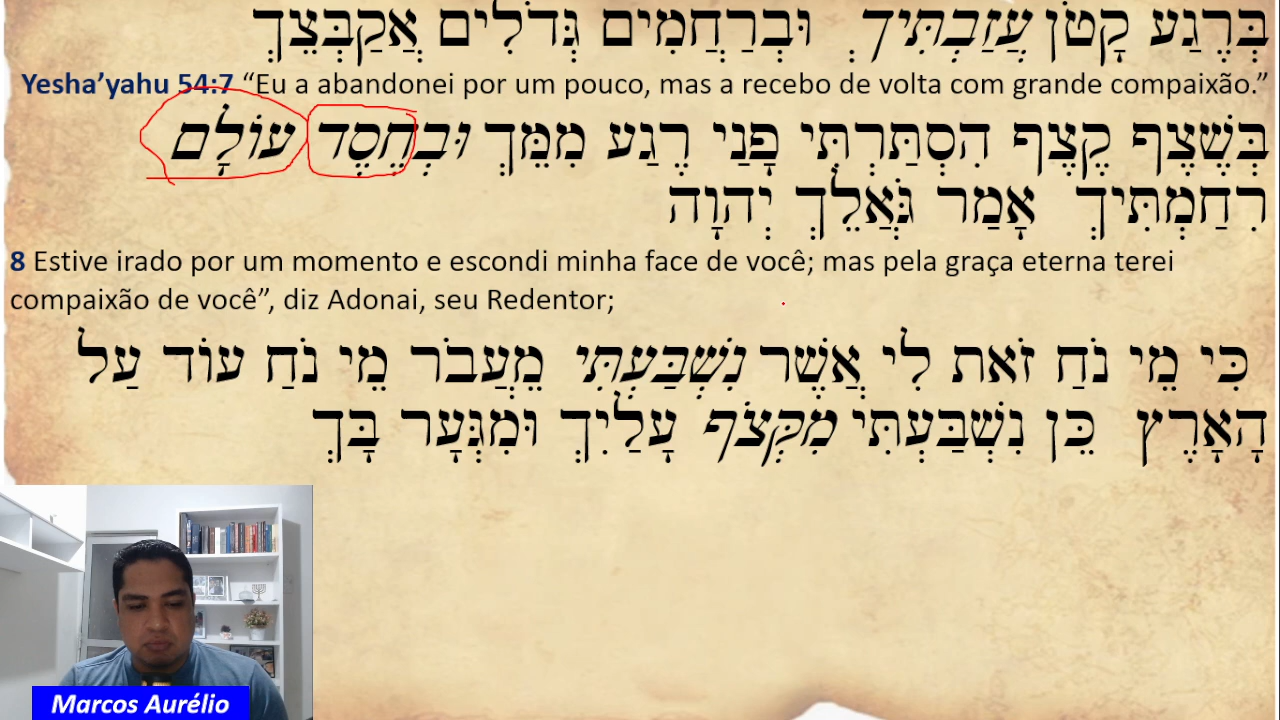 בְּרֶגַע קָטֹן עֲזַבְתִּיךְ וּבְרַחֲמִים גְּדֹלִים אֲקַבְּצֵךְ
Yesha’yahu 54:7 “Eu a abandonei por um pouco, mas a recebo de volta com grande compaixão.”
בְּשֶׁצֶף קֶצֶף הִסְתַּרְתִּי פָנַי רֶגַע מִמֵּךְ וּבְחֶסֶד עוֹלָם
רִחַמְתִּיךְ אָמַר גֹּאֲלֵךְ יְהוָה
8 Estive irado por um momento e escondi minha face de você; mas pela graça eterna terei
compaixão de você”, diz Adonai, seu Redentor;
כִּי מֵי נֹחַ זֹאת לִי אֲשֶׁר נִשְׁבַּעְתִּי מֵעֲבֹר מֵי נֹחַ עוֹד עַל
הָאָרֶץ כֵּן נִשְׁבַּעְתִּי מִקְּצֹף עָלַיִךְ וּמִגְּעָר בָּךְ
Marcos Aurélio